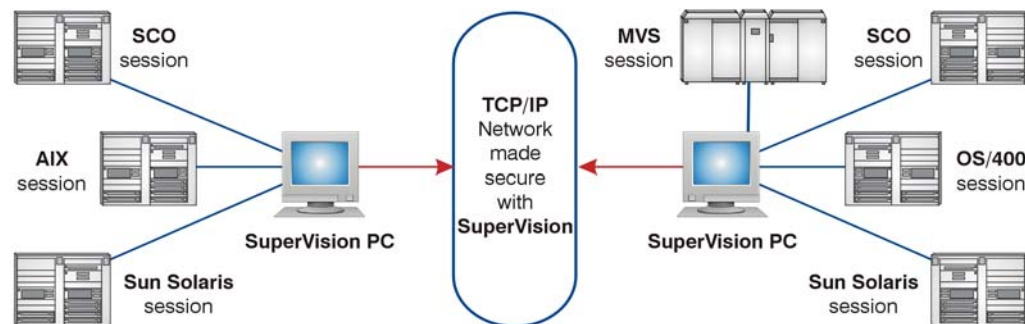 SCO
session
AIX
session
Sun Solaris
session
SuperVision PC
TCP/IP
Network
made
secure
with
SuperVision
MVS
session
SCO
session
OS/400
session
SuperVision PC
Sun Solaris
session